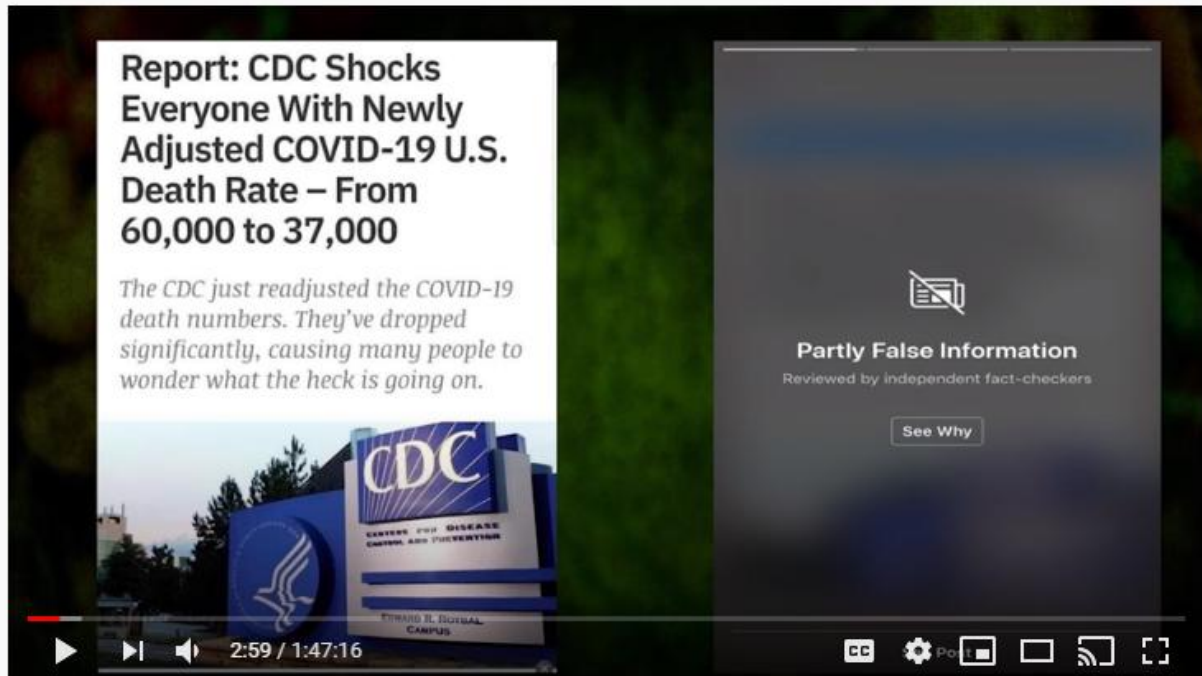 Report: CDC Shocks
Everyone With Newly
Adjusted COVID-19 U.S.
Death Rate – From
60,000 to 37,000
The CDC just readjusted the COVID-19
death numbers. They've dropped
significantly, causing many people to
wonder what the heck is going on.
CDC
CENTERS FOR DISEASE
CONTROL AND PREVENTION
EDWARD R. ROYBAL
CAMPUS
Partly False Information
Reviewed by independent fact-checkers
See Why
2:59 / 1:47:16
CC
Post